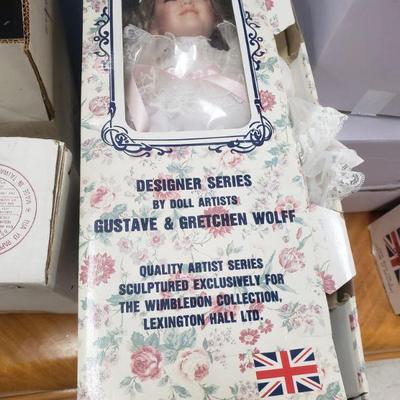 DESIGNER SERIES
BY DOLL ARTISTS
GUSTAVE & GRETCHEN WOLFF
QUALITY ARTIST SERIES
SCULPTURED EXCLUSIVELY FOR
THE WIMBLEDON COLLECTION,
LEXINGTON HALL LTD.